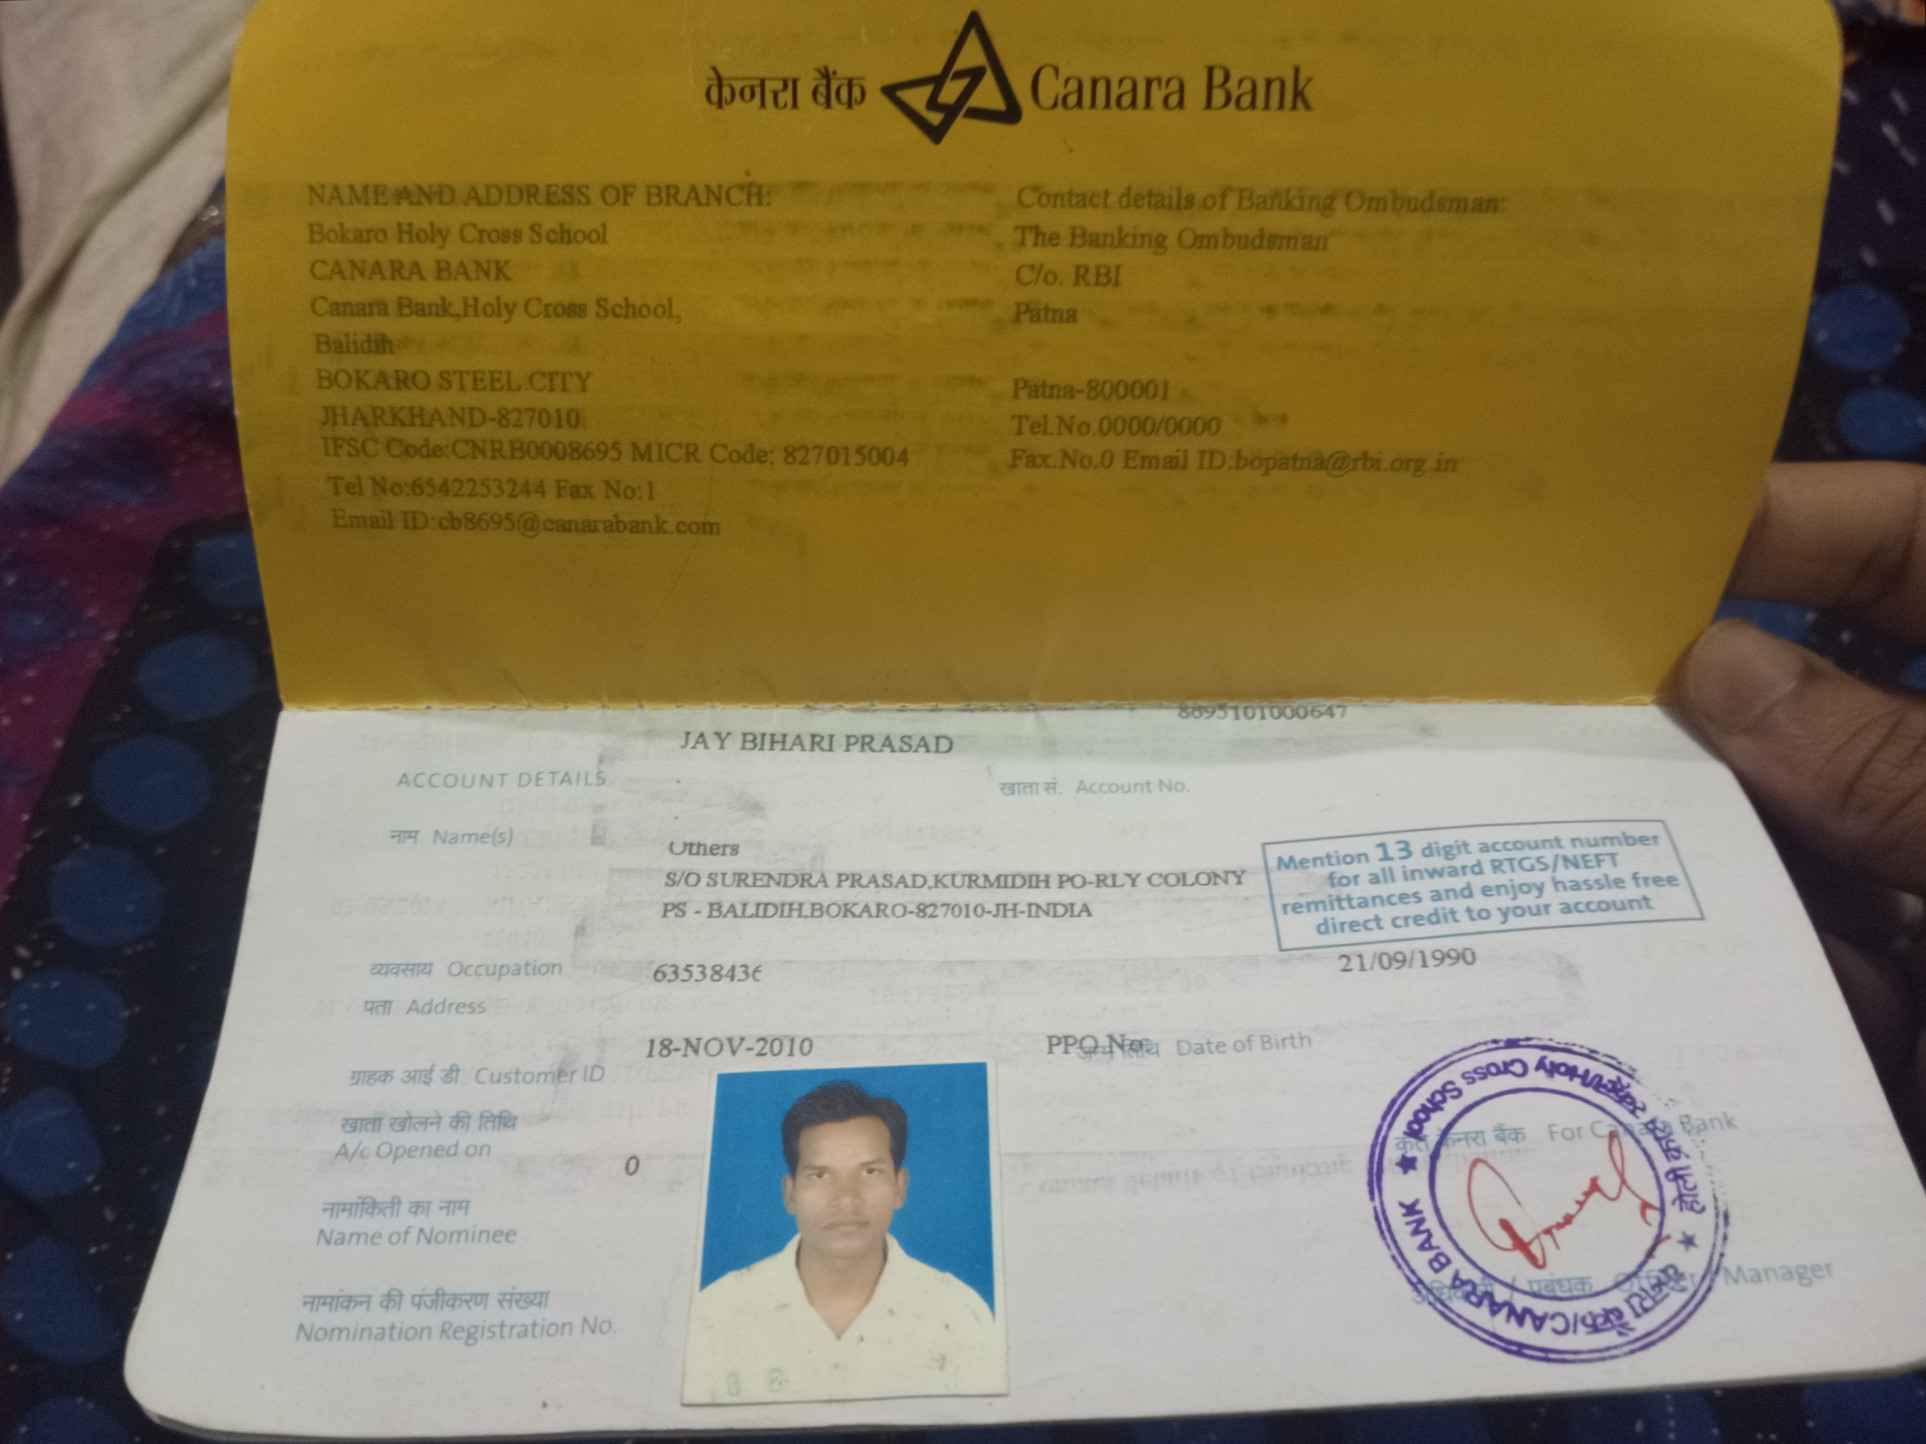 केनरा बैंक Canara Bank
NAME AND ADDRESS OF BRANCH:
Bokaro Holy Cross School
CANARA BANK
Canara Bank,Holy Cross School,
Balidih
BOKARO STEEL CITY
JHARKHAND-827010
IFSC Code:CNRB0008695 MICR Code: 827015004
Tel No:6542253244 Fax No:1
Email ID:cb8695@canarabank.com
Contact details of Banking Ombudsman:
The Banking Ombudsman
C/o. RBI
Patna
Patna-800001
Tel.No.0000/0000
Fax.No.0 Email ID:bopatna@rbi.org.in
8695101000647
JAY BIHARI PRASAD
ACCOUNT DETAILS
खाता सं. Account No.
नाम Name(s)
Others
S/O SURENDRA PRASAD,KURMIDIH PO-RLY COLONY
PS - BALIDIH,BOKARO-827010-JH-INDIA
Mention 13 digit account number
for all inward RTGS/NEFT
remittances and enjoy hassle free
direct credit to your account
व्यवसाय Occupation
63538436
21/09/1990
पता Address
18-NOV-2010
PPO No:
जन्म तिथि Date of Birth
ग्राहक आई डी Customer ID
खाता खोलने की तिथि
A/c Opened on
0
कृते केनरा बैंक For Canara Bank
नामांकिती का नाम
Name of Nominee
नामांकन की पंजीकरण संख्या
Nomination Registration No.
अधिकारी / प्रबंधक Officer / Manager
केनरा बैंक/CANARA BANK ★ होली क्रॉस स्कूल/Holy Cross School ★